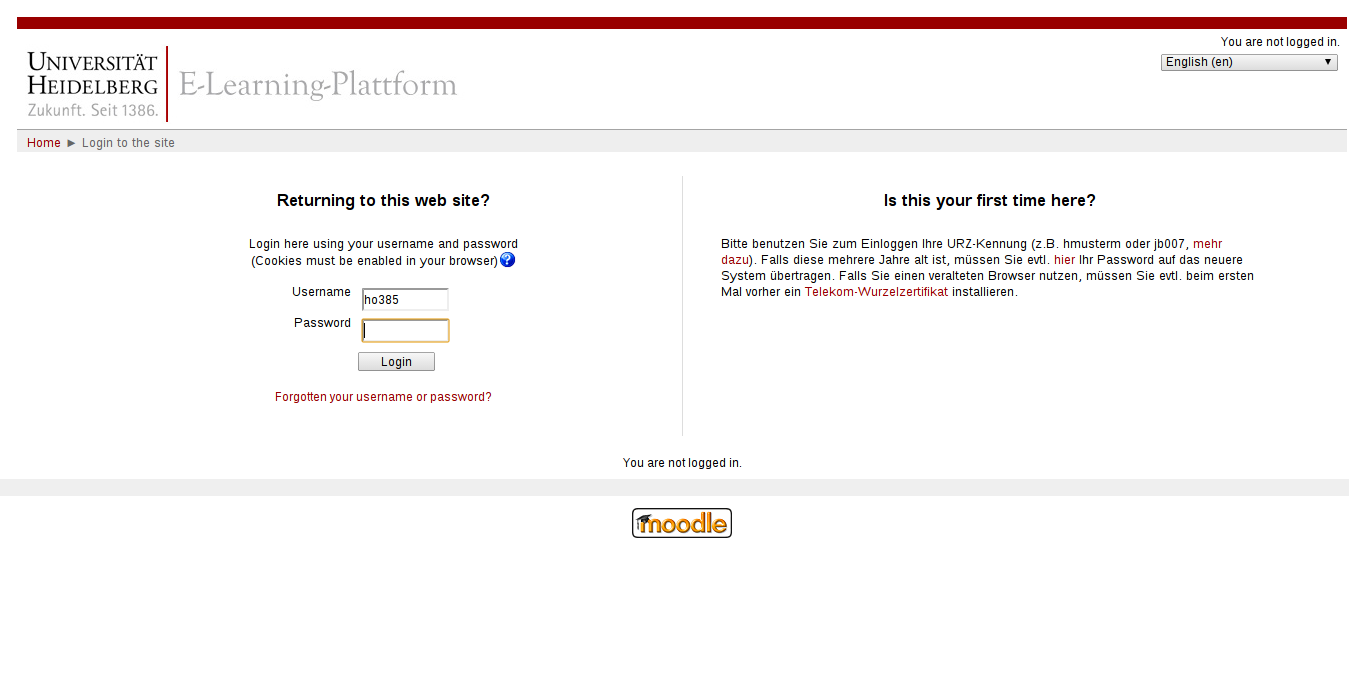 You are not logged in.
English (en)
UNIVERSITÄT
HEIDELBERG
Zukunft. Seit 1386.
E-Learning-Plattform
Home ► Login to the site
Returning to this web site?
Login here using your username and password
(Cookies must be enabled in your browser) ?
Username ho385
Password
Login
Forgotten your username or password?
Is this your first time here?
Bitte benutzen Sie zum Einloggen Ihre URZ-Kennung (z.B. hmusterm oder jb007, mehr
dazu). Falls diese mehrere Jahre alt ist, müssen Sie evtl. hier Ihr Password auf das neuere
System übertragen. Falls Sie einen veralteten Browser nutzen, müssen Sie evtl. beim ersten
Mal vorher ein Telekom-Wurzelzertifikat installieren.
You are not logged in.
moodle